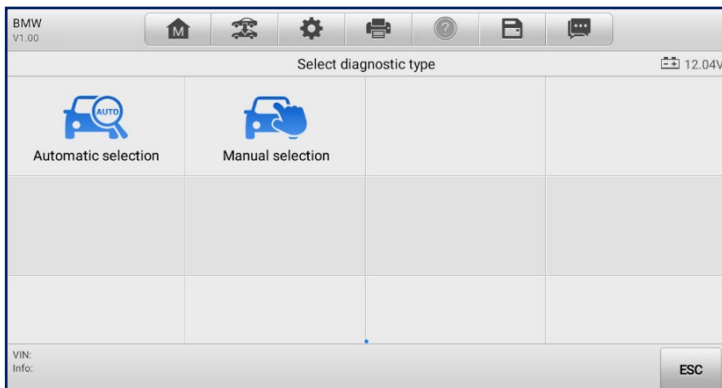 BMW
V1.00
M
Select diagnostic type
12.04V
AUTO
Automatic selection
Manual selection
VIN:
Info:
ESC